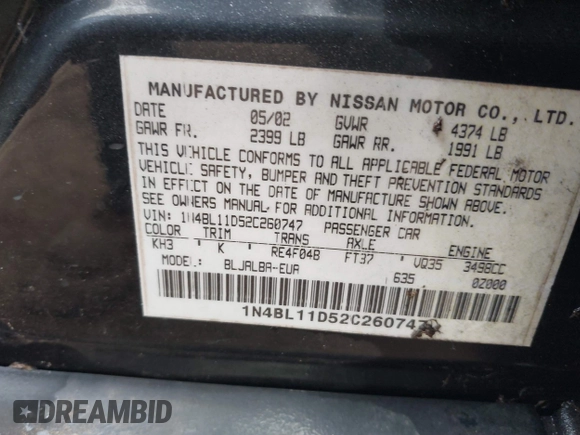 MANUFACTURED BY NISSAN MOTOR CO., LTD.
DATE 05/02 GVWR 4374 LB
GAWR FR. 2399 LB GAWR RR. 1991 LB
THIS VEHICLE CONFORMS TO ALL APPLICABLE FEDERAL MOTOR
VEHICLE SAFETY, BUMPER AND THEFT PREVENTION STANDARDS
IN EFFECT ON THE DATE OF MANUFACTURE SHOWN ABOVE.
SEE OWNERS MANUAL FOR ADDITIONAL INFORMATION.
VIN: 1N4BL11D52C260747 PASSENGER CAR
COLOR TRIM TRANS AXLE ENGINE
KH3 K RE4F04B FT37 VQ35 3498CC
MODEL: BLJALBA-EUA 635 02000
1N4BL11D52C260747
DREAMBID